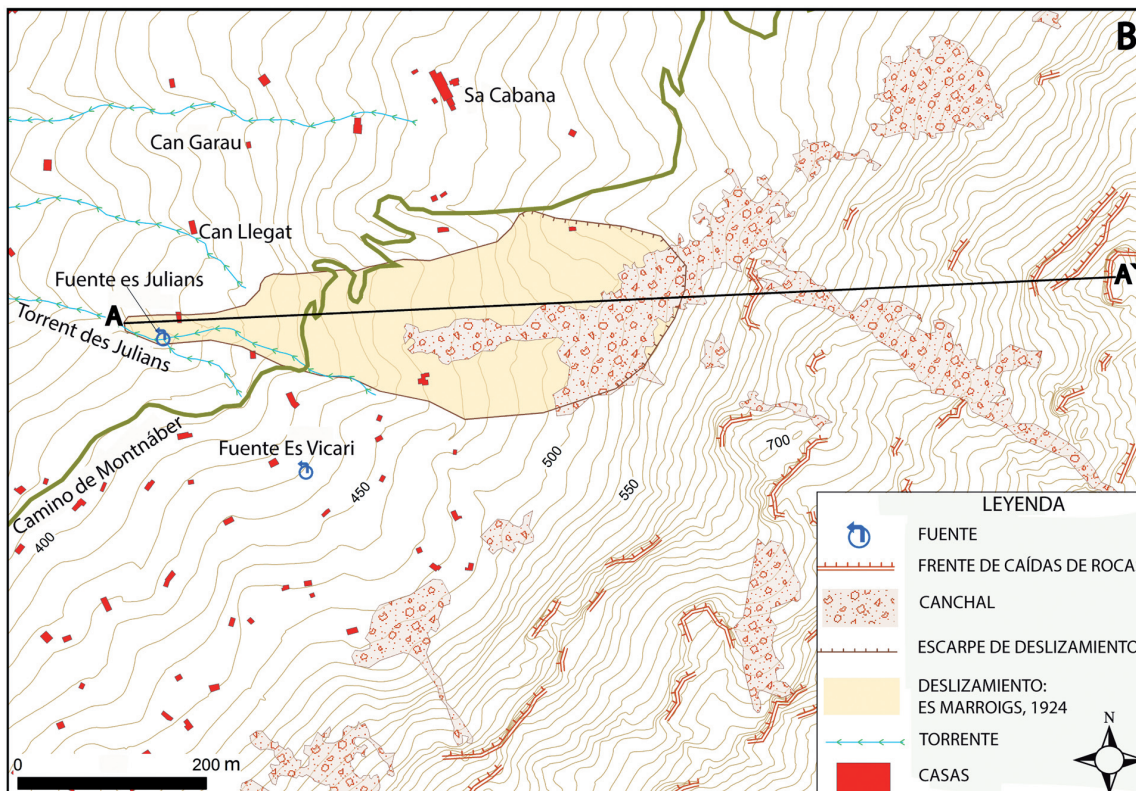 B
Sa Cabana
Can Garau
Can Llegat
Fuente es Julians
A
A`
Torrent des Julians
Camino de Montnáber
Fuente Es Vicari
400
450
500
550
700
0
200 m
LEYENDA
FUENTE
FRENTE DE CAÍDAS DE ROCA
CANCHAL
ESCARPE DE DESLIZAMIENTO
DESLIZAMIENTO:
ES MARROIGS, 1924
TORRENTE
CASAS
N